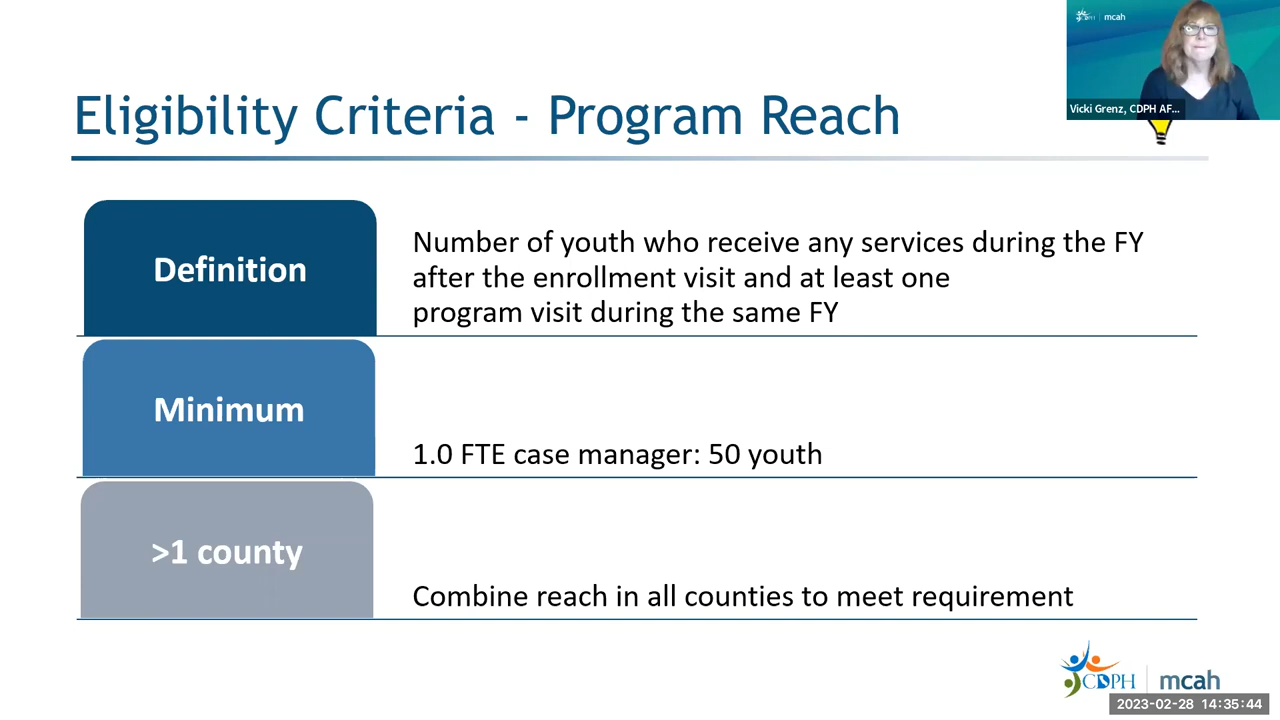 CDPH mcah
Vicki Grenz, CDPH AF...
Eligibility Criteria - Program Reach
Definition
Number of youth who receive any services during the FY
after the enrollment visit and at least one
program visit during the same FY
Minimum
1.0 FTE case manager: 50 youth
>1 county
Combine reach in all counties to meet requirement
CDPH mcah
2023-02-28 14:35:44